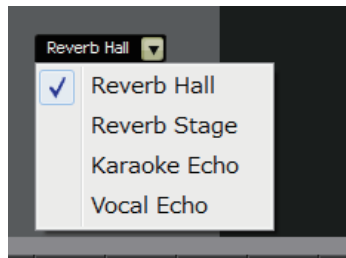 Reverb Hall
Reverb Hall
Reverb Stage
Karaoke Echo
Vocal Echo